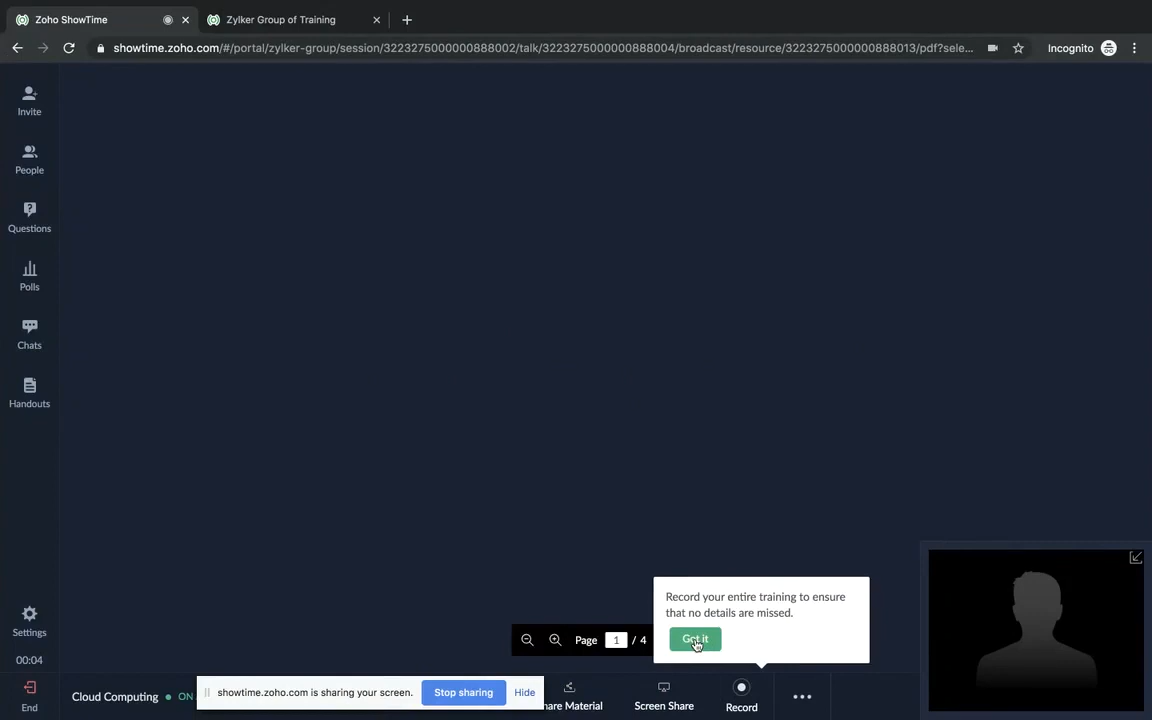 Zoho ShowTime
Zylker Group of Training
showtime.zoho.com/#/portal/zylker-group/session/3223275000000888002/talk/3223275000000888004/broadcast/resource/3223275000000888013/pdf?sele...
Incognito
Invite
People
Questions
Polls
Chats
Handouts
Record your entire training to ensure
that no details are missed.
Got it
Page 1 / 4
Settings
00:04
End
Cloud Computing ON
showtime.zoho.com is sharing your screen.
Stop sharing
Hide
hare Material
Screen Share
Record